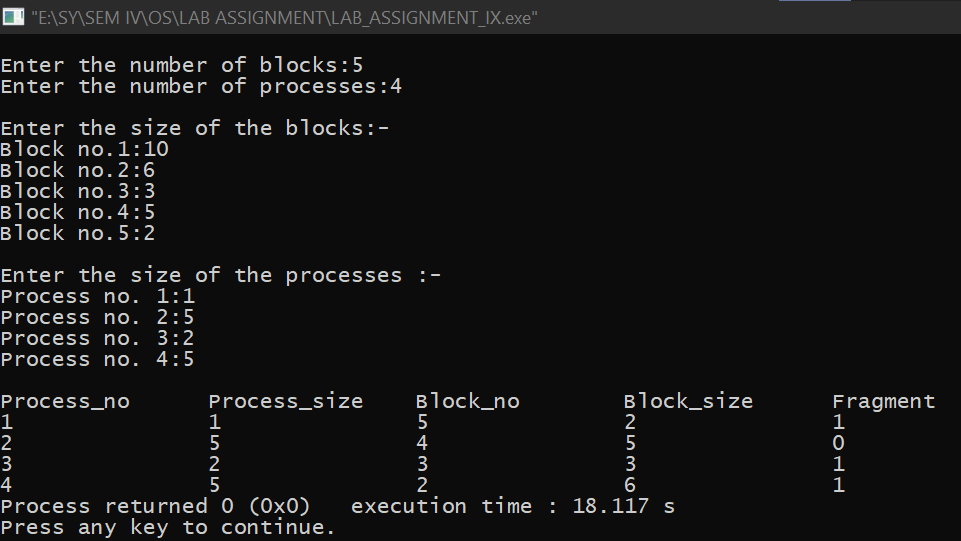 "E:\SY\SEM IV\OS\LAB ASSIGNMENT\LAB_ASSIGNMENT_IX.exe"
Enter the number of blocks:5
Enter the number of processes:4
Enter the size of the blocks:-
Block no.1:10
Block no.2:6
Block no.3:3
Block no.4:5
Block no.5:2
Enter the size of the processes :-
Process no. 1:1
Process no. 2:5
Process no. 3:2
Process no. 4:5
Process_no Process_size Block_no Block_size Fragment
1 1 5 2 1
2 5 4 5 0
3 2 3 3 1
4 5 2 6 1
Process returned 0 (0x0) execution time : 18.117 s
Press any key to continue.